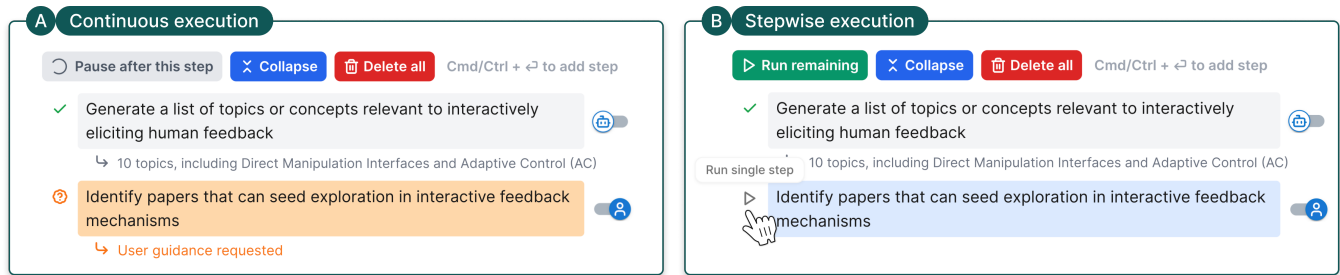 A Continuous execution
Pause after this step
Collapse
Delete all
Cmd/Ctrl + ⏎ to add step
Generate a list of topics or concepts relevant to interactively
eliciting human feedback
10 topics, including Direct Manipulation Interfaces and Adaptive Control (AC)
Identify papers that can seed exploration in interactive feedback
mechanisms
User guidance requested
B Stepwise execution
Run remaining
Collapse
Delete all
Cmd/Ctrl + ⏎ to add step
Generate a list of topics or concepts relevant to interactively
eliciting human feedback
10 topics, including Direct Manipulation Interfaces and Adaptive Control (AC)
Run single step
Identify papers that can seed exploration in interactive feedback
mechanisms